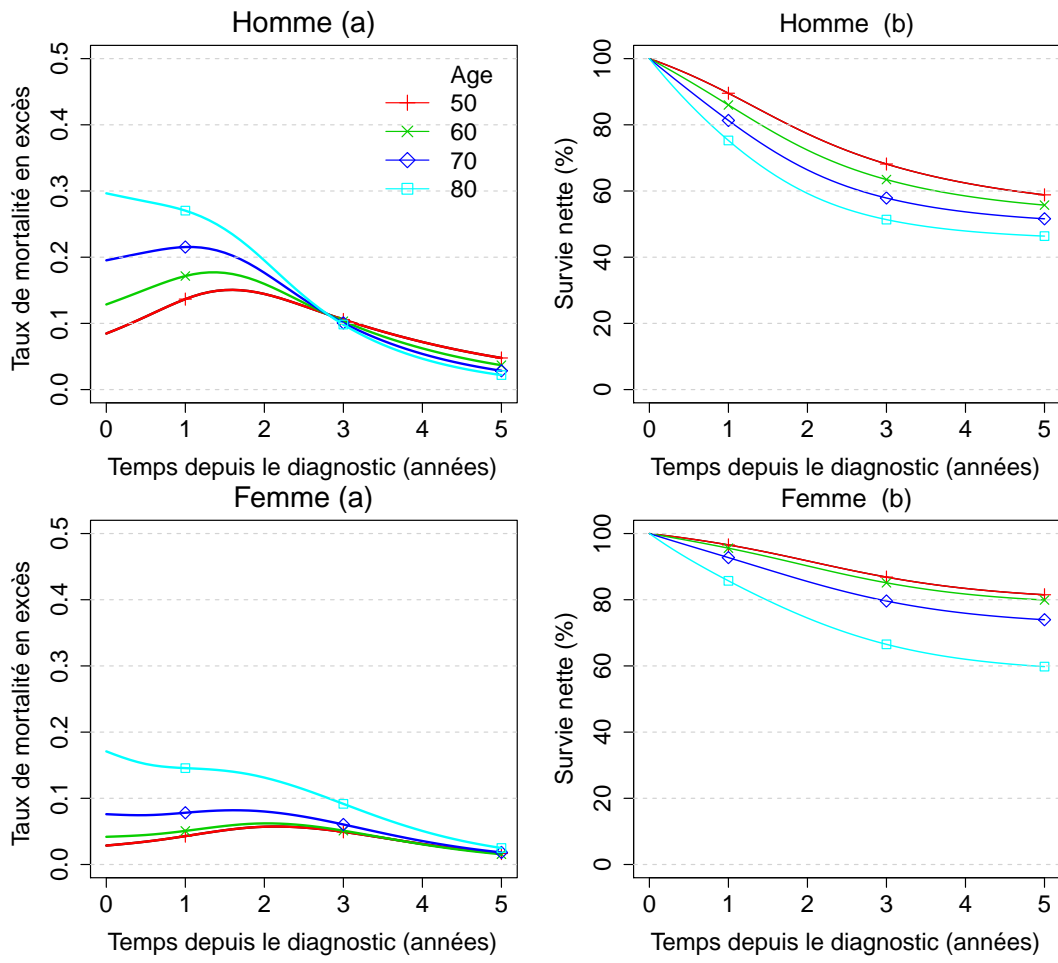 Homme (a)
Taux de mortalité en excès
0.0 0.1 0.2 0.3 0.4 0.5
Age
50
60
70
80
0 1 2 3 4 5
Temps depuis le diagnostic (années)
Homme (b)
Survie nette (%)
0 20 40 60 80 100
0 1 2 3 4 5
Temps depuis le diagnostic (années)
Femme (a)
Taux de mortalité en excès
0.0 0.1 0.2 0.3 0.4 0.5
0 1 2 3 4 5
Temps depuis le diagnostic (années)
Femme (b)
Survie nette (%)
0 20 40 60 80 100
0 1 2 3 4 5
Temps depuis le diagnostic (années)